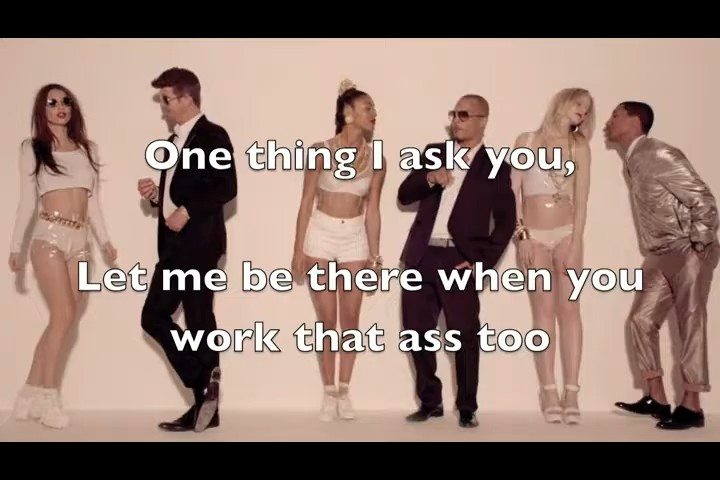 One thing I ask you,
Let me be there when you
work that ass too